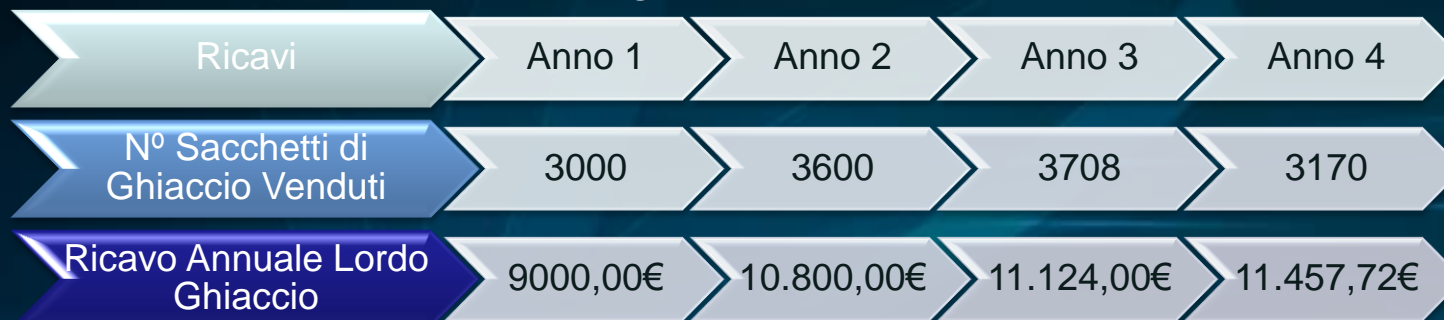 Ricavi Anno 1 Anno 2 Anno 3 Anno 4
Nº Sacchetti di
Ghiaccio Venduti 3000 3600 3708 3170
Ricavo Annuale Lordo
Ghiaccio 9000,00€ 10.800,00€ 11.124,00€ 11.457,72€